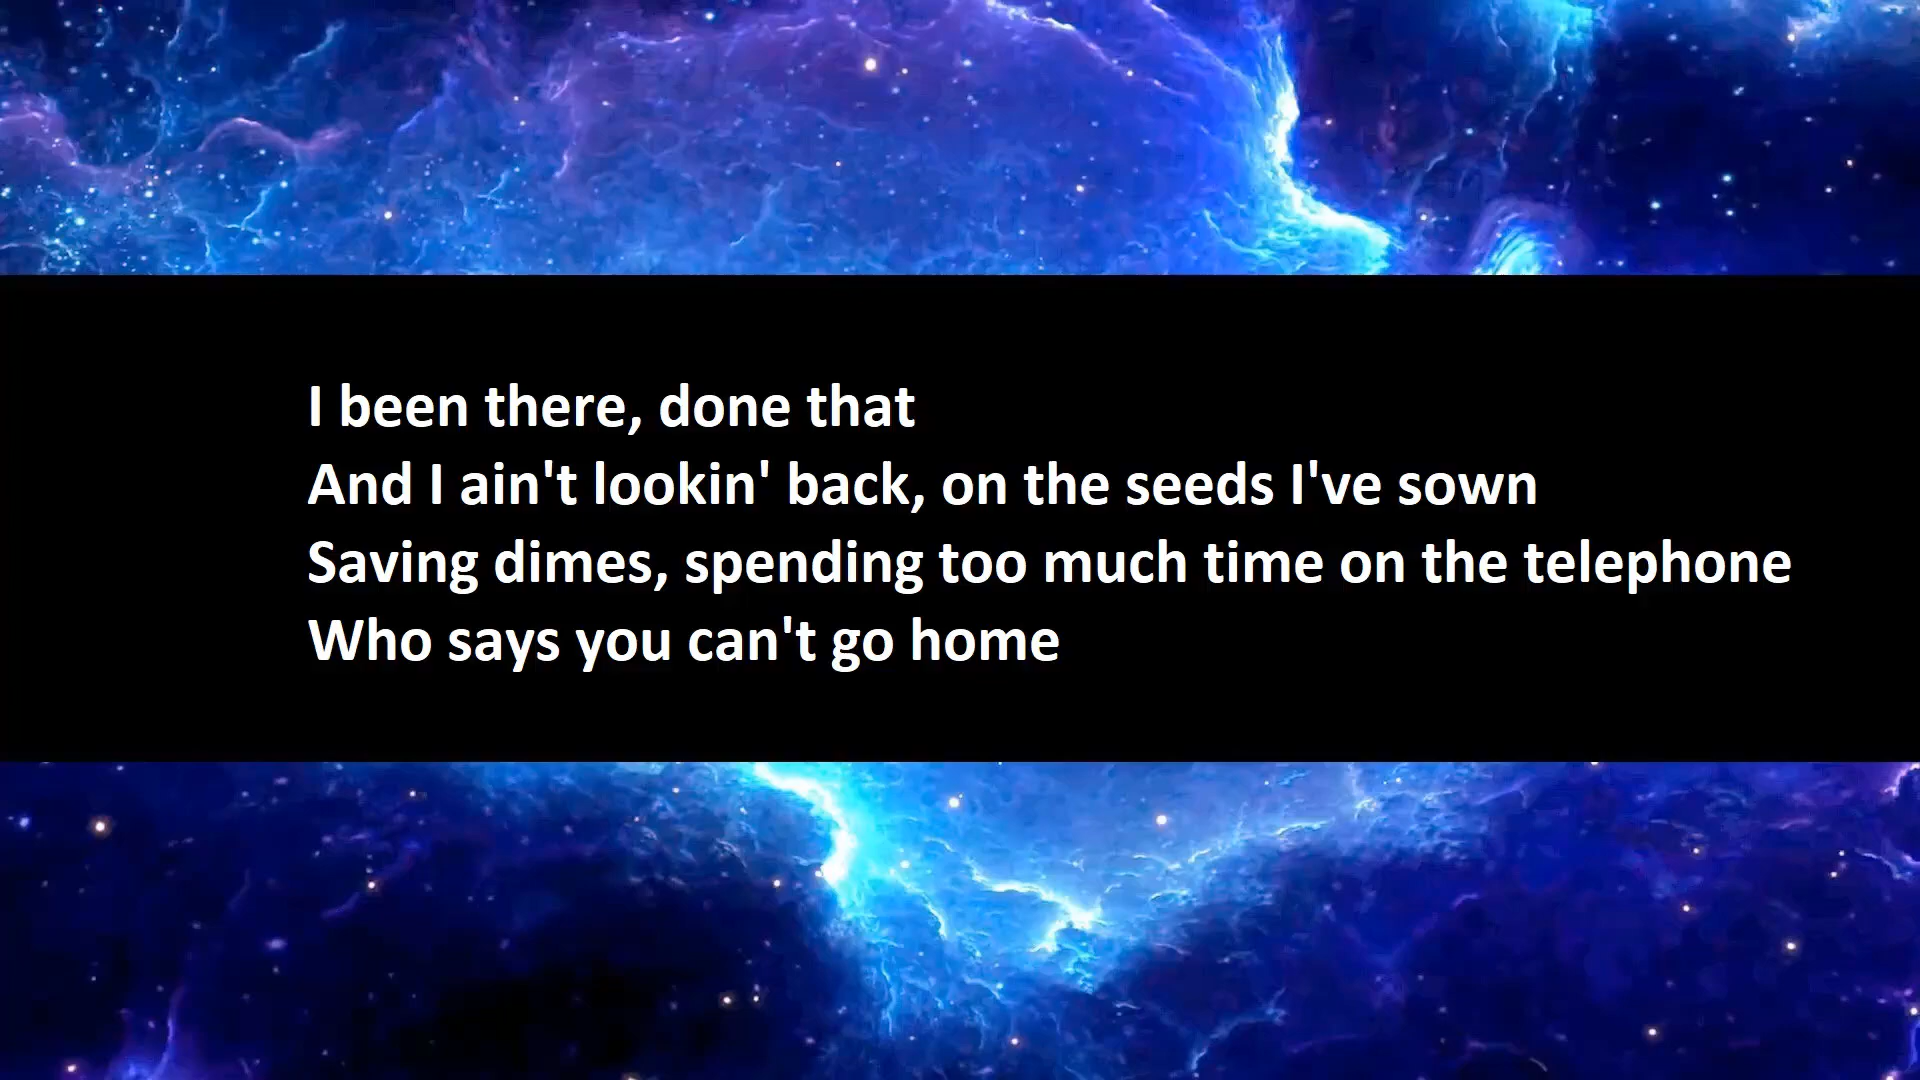 I been there, done that
And I ain't lookin' back, on the seeds I've sown
Saving dimes, spending too much time on the telephone
Who says you can't go home